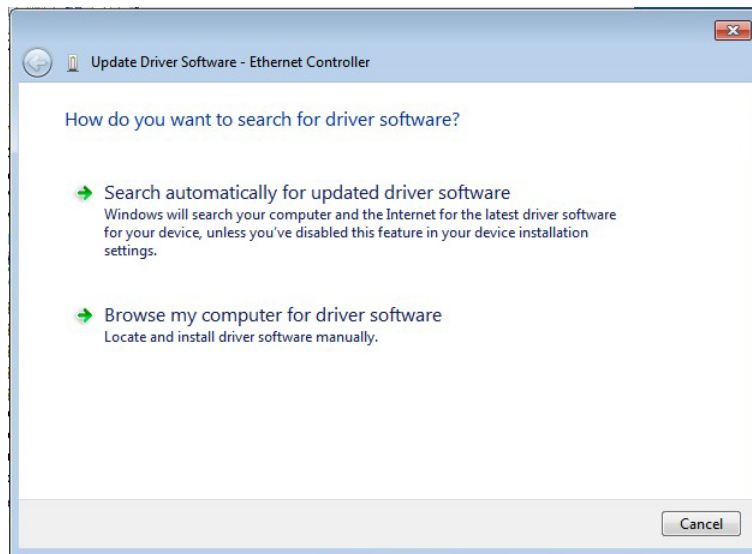 Update Driver Software - Ethernet Controller
How do you want to search for driver software?
Search automatically for updated driver software
Windows will search your computer and the Internet for the latest driver software
for your device, unless you've disabled this feature in your device installation
settings.
Browse my computer for driver software
Locate and install driver software manually.
Cancel